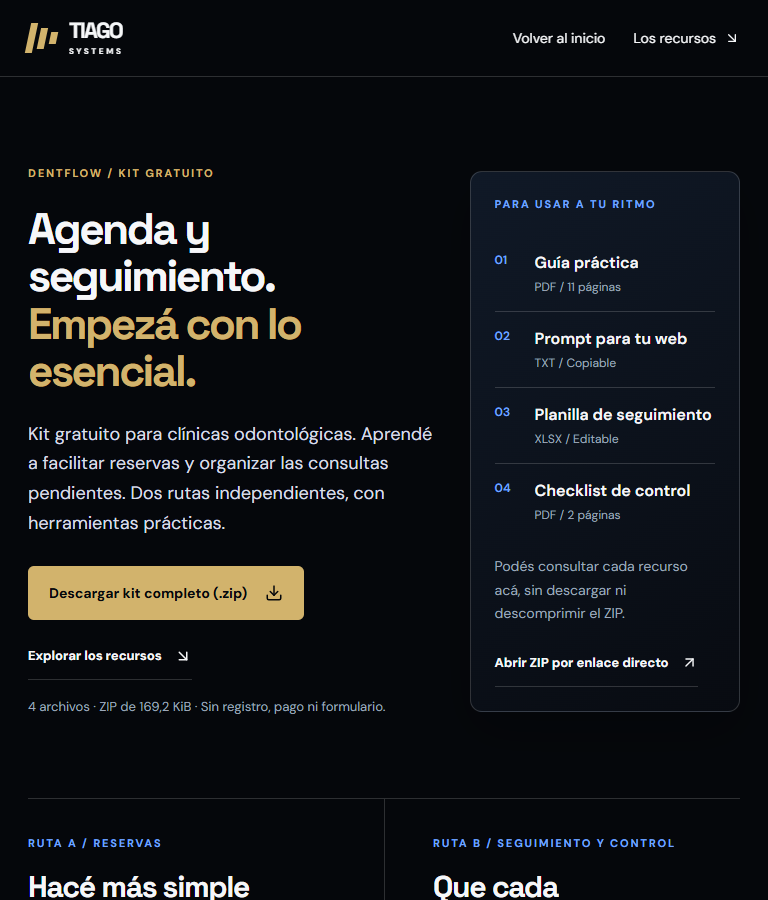 TIAGO
SYSTEMS
Volver al inicio
Los recursos
DENTFLOW / KIT GRATUITO
Agenda y
seguimiento.
Empezá con lo
esencial.
Kit gratuito para clínicas odontológicas. Aprendé
a facilitar reservas y organizar las consultas
pendientes. Dos rutas independientes, con
herramientas prácticas.
Descargar kit completo (.zip)
Explorar los recursos
4 archivos · ZIP de 169,2 KiB · Sin registro, pago ni formulario.
PARA USAR A TU RITMO
01
Guía práctica
PDF / 11 páginas
02
Prompt para tu web
TXT / Copiable
03
Planilla de seguimiento
XLSX / Editable
04
Checklist de control
PDF / 2 páginas
Podés consultar cada recurso
acá, sin descargar ni
descomprimir el ZIP.
Abrir ZIP por enlace directo
RUTA A / RESERVAS
Hacé más simple
RUTA B / SEGUIMIENTO Y CONTROL
Que cada